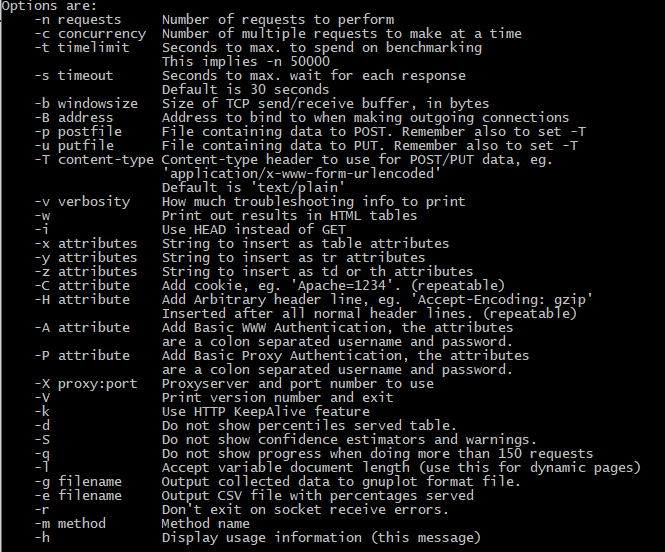 Options are:
    -n requests     Number of requests to perform
    -c concurrency  Number of multiple requests to make at a time
    -t timelimit    Seconds to max. to spend on benchmarking
                    This implies -n 50000
    -s timeout      Seconds to max. wait for each response
                    Default is 30 seconds
    -b windowsize   Size of TCP send/receive buffer, in bytes
    -B address      Address to bind to when making outgoing connections
    -p postfile     File containing data to POST. Remember also to set -T
    -u putfile      File containing data to PUT. Remember also to set -T
    -T content-type Content-type header to use for POST/PUT data, eg.
                    'application/x-www-form-urlencoded'
                    Default is 'text/plain'
    -v verbosity    How much troubleshooting info to print
    -w              Print out results in HTML tables
    -i              Use HEAD instead of GET
    -x attributes   String to insert as table attributes
    -y attributes   String to insert as tr attributes
    -z attributes   String to insert as td or th attributes
    -C attribute    Add cookie, eg. 'Apache=1234'. (repeatable)
    -H attribute    Add Arbitrary header line, eg. 'Accept-Encoding: gzip'
                    Inserted after all normal header lines. (repeatable)
    -A attribute    Add Basic WWW Authentication, the attributes
                    are a colon separated username and password.
    -P attribute    Add Basic Proxy Authentication, the attributes
                    are a colon separated username and password.
    -X proxy:port   Proxyserver and port number to use
    -V              Print version number and exit
    -k              Use HTTP KeepAlive feature
    -d              Do not show percentiles served table.
    -S              Do not show confidence estimators and warnings.
    -q              Do not show progress when doing more than 150 requests
    -l              Accept variable document length (use this for dynamic pages)
    -g filename     Output collected data to gnuplot format file.
    -e filename     Output CSV file with percentages served
    -r              Don't exit on socket receive errors.
    -m method       Method name
    -h              Display usage information (this message)